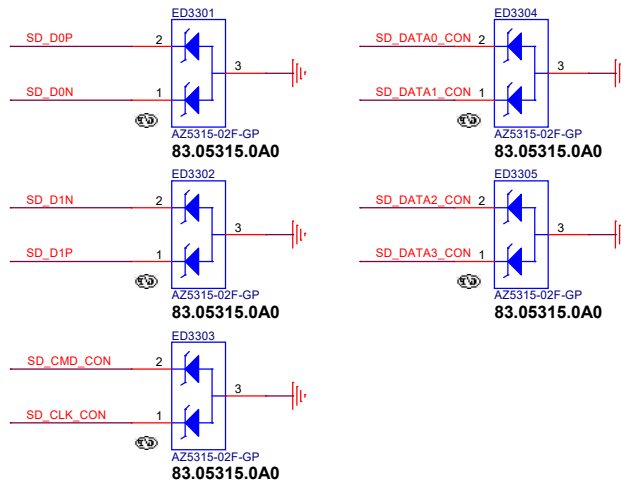 ED3301
SD_D0P 2
3
SD_D0N 1
AZ5315-02F-GP
83.05315.0A0
ED3304
SD_DATA0_CON 2
3
SD_DATA1_CON 1
AZ5315-02F-GP
83.05315.0A0
ED3302
SD_D1N 2
3
SD_D1P 1
AZ5315-02F-GP
83.05315.0A0
ED3305
SD_DATA2_CON 2
3
SD_DATA3_CON 1
AZ5315-02F-GP
83.05315.0A0
ED3303
SD_CMD_CON 2
3
SD_CLK_CON 1
AZ5315-02F-GP
83.05315.0A0